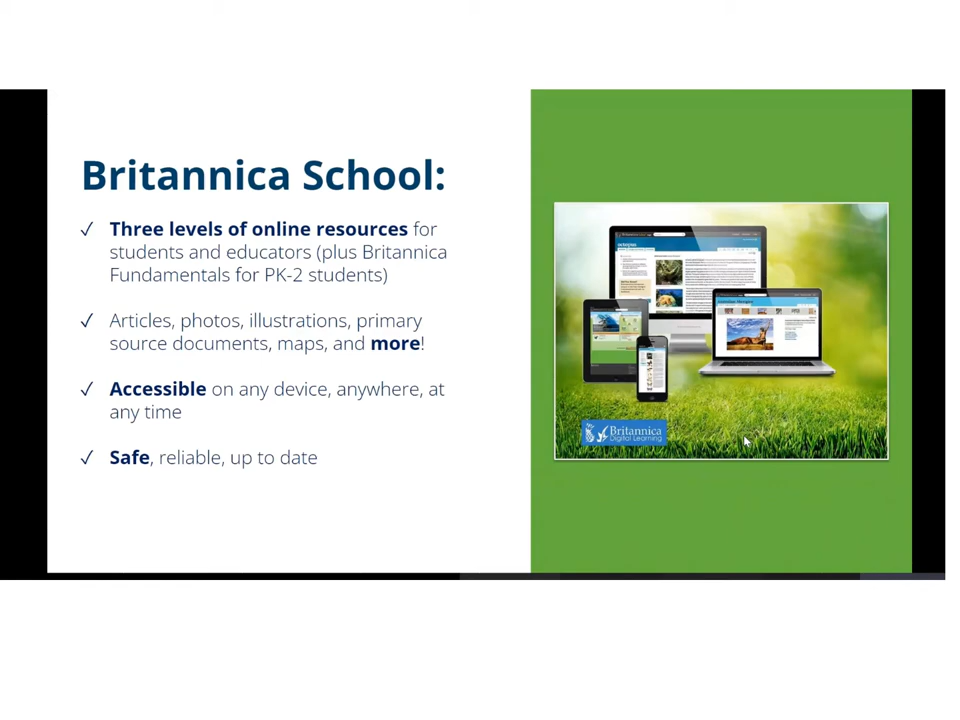 Britannica School:
✓ Three levels of online resources for
students and educators (plus Britannica
Fundamentals for PK-2 students)
✓ Articles, photos, illustrations, primary
source documents, maps, and more!
✓ Accessible on any device, anywhere, at
any time
✓ Safe, reliable, up to date
octopus
Britannica
Digital Learning